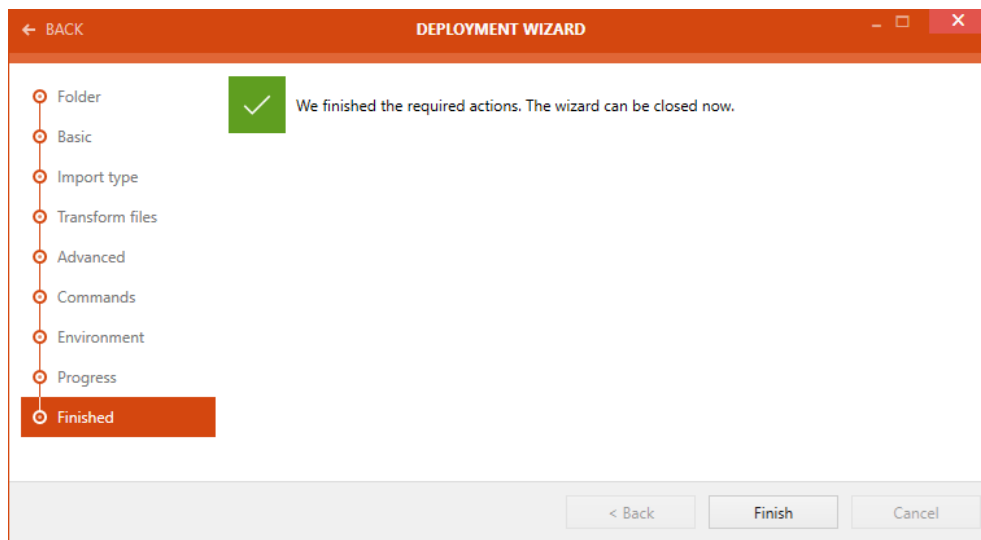 ← BACK
DEPLOYMENT WIZARD
Folder
We finished the required actions. The wizard can be closed now.
Basic
Import type
Transform files
Advanced
Commands
Environment
Progress
Finished
< Back
Finish
Cancel